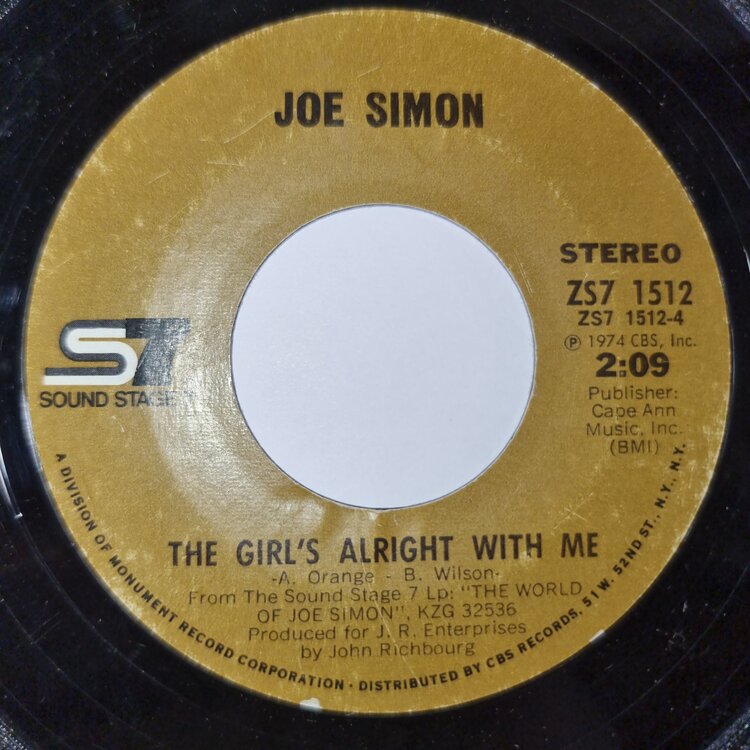 JOE SIMON
STEREO
ZS7 1512
ZS7 1512-4
Ⓟ 1974 CBS, Inc.
2:09
Publisher:
Cape Ann
Music, Inc.
(BMI)
S7
SOUND STAGE 7
THE GIRL'S ALRIGHT WITH ME
-A. Orange - B. Wilson-
From The Sound Stage 7 Lp: "THE WORLD
OF JOE SIMON", KZG 32536
Produced for J. R. Enterprises
by John Richbourg
A DIVISION OF MONUMENT RECORD CORPORATION · DISTRIBUTED BY CBS RECORDS, 51 W. 52ND ST., N.Y., N.Y.